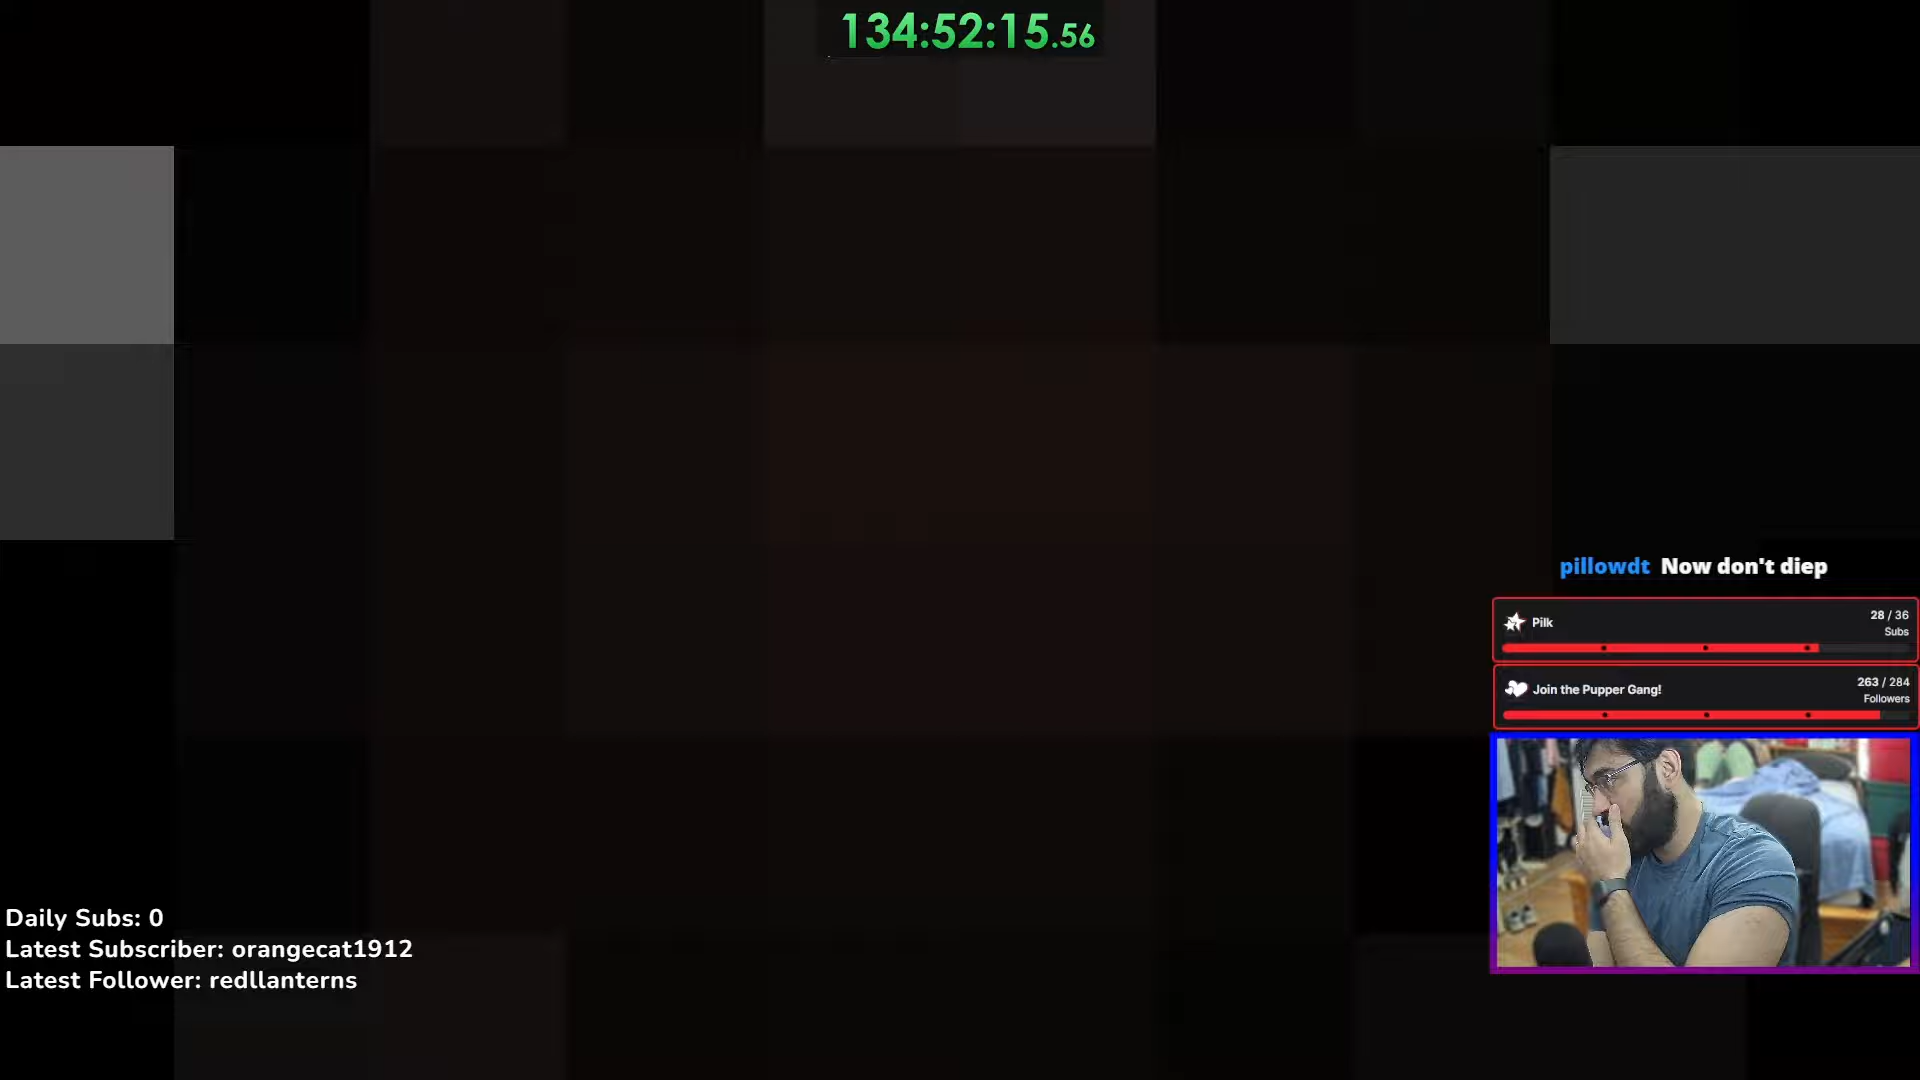 134:52:15.56
pillowdt Now don't diep
Pilk
28 / 36
Subs
Join the Pupper Gang!
263 / 284
Followers
Daily Subs: 0
Latest Subscriber: orangecat1912
Latest Follower: redllanterns